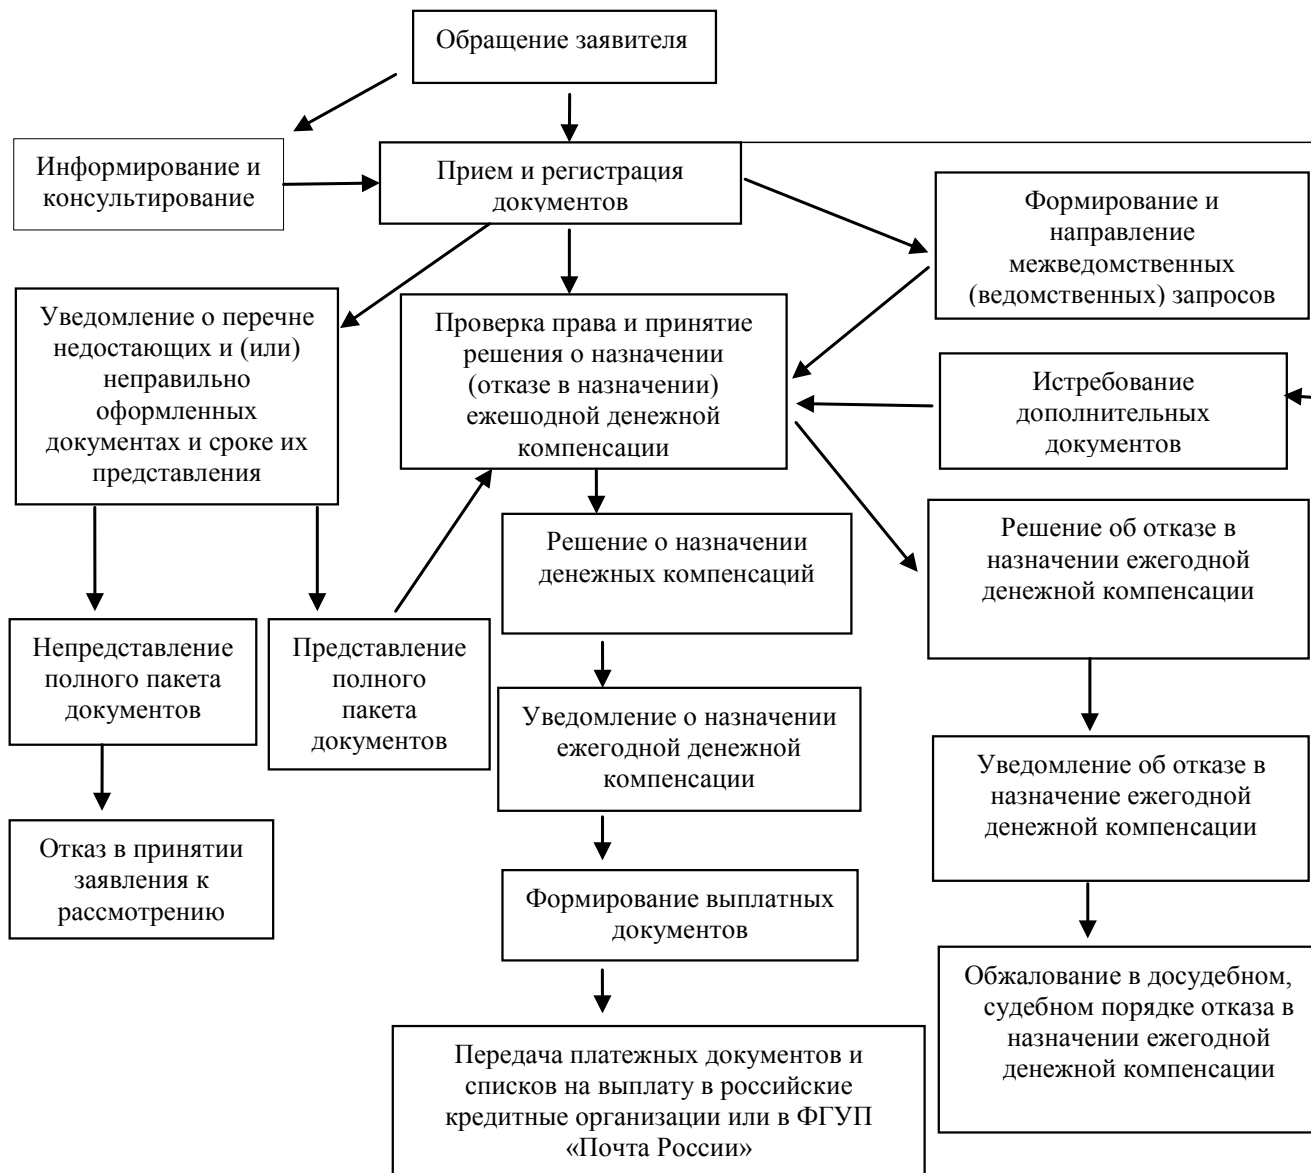 Обращение заявителя
Информирование и
консультирование
Прием и регистрация
документов
Формирование и
направление
межведомственных
(ведомственных) запросов
Уведомление о перечне
недостающих и (или)
неправильно
оформленных
документах и сроке их
представления
Проверка права и принятие
решения о назначении
(отказе в назначении)
ежешодной денежной
компенсации
Истребование
дополнительных
документов
Решение о назначении
денежных компенсаций
Решение об отказе в
назначении ежегодной
денежной компенсации
Непредставление
полного пакета
документов
Представление
полного
пакета
документов
Уведомление о назначении
ежегодной денежной
компенсации
Уведомление об отказе в
назначение ежегодной
денежной компенсации
Отказ в принятии
заявления к
рассмотрению
Формирование выплатных
документов
Обжалование в досудебном,
судебном порядке отказа в
назначении ежегодной
денежной компенсации
Передача платежных документов и
списков на выплату в российские
кредитные организации или в ФГУП
«Почта России»